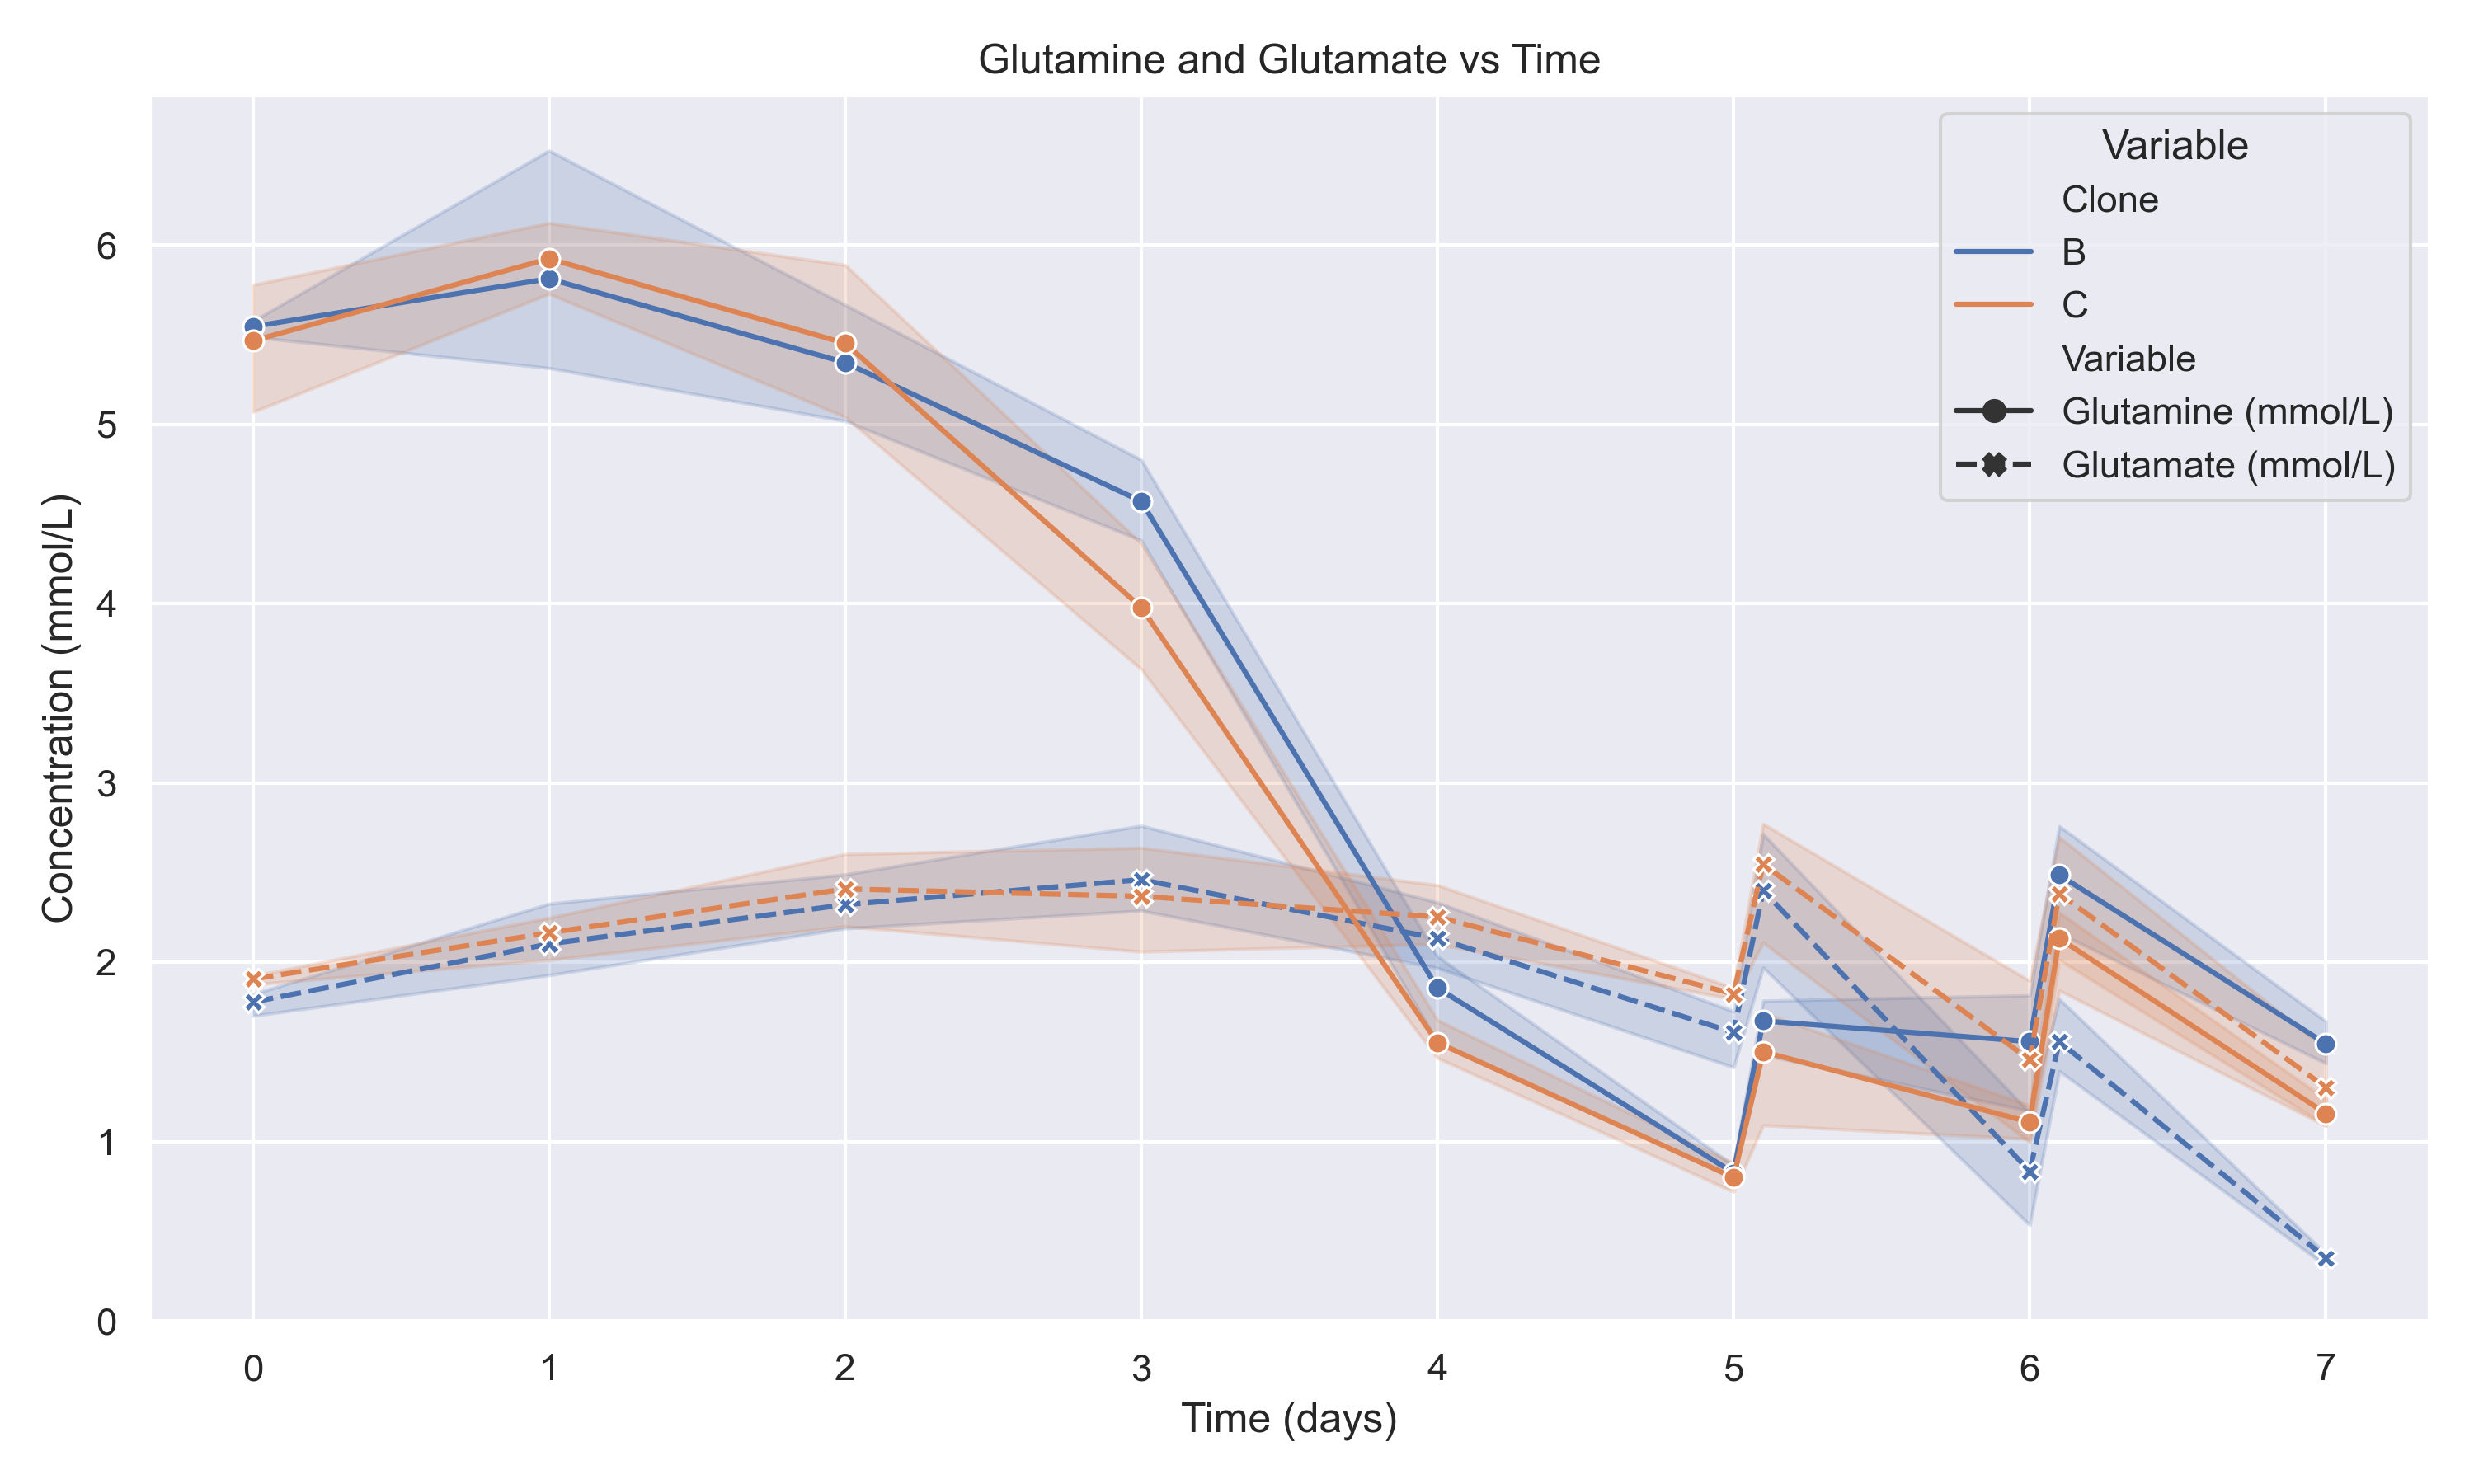 Glutamine and Glutamate vs Time
Variable
Clone
B
C
Variable
Glutamine (mmol/L)
Glutamate (mmol/L)
Concentration (mmol/L)
6
5
4
3
2
1
0
0 1 2 3 4 5 6 7
Time (days)